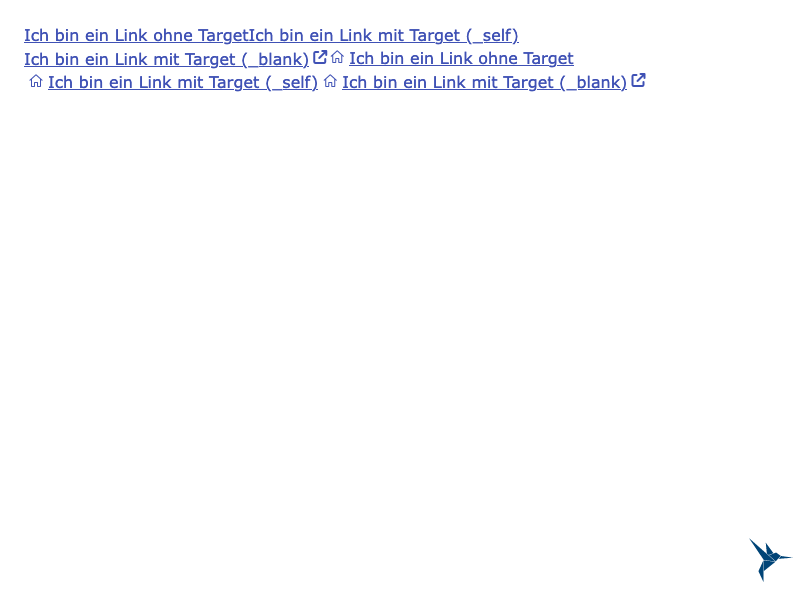 Ich bin ein Link ohne TargetIch bin ein Link mit Target (_self)
Ich bin ein Link mit Target (_blank) Ich bin ein Link ohne Target
Ich bin ein Link mit Target (_self) Ich bin ein Link mit Target (_blank)